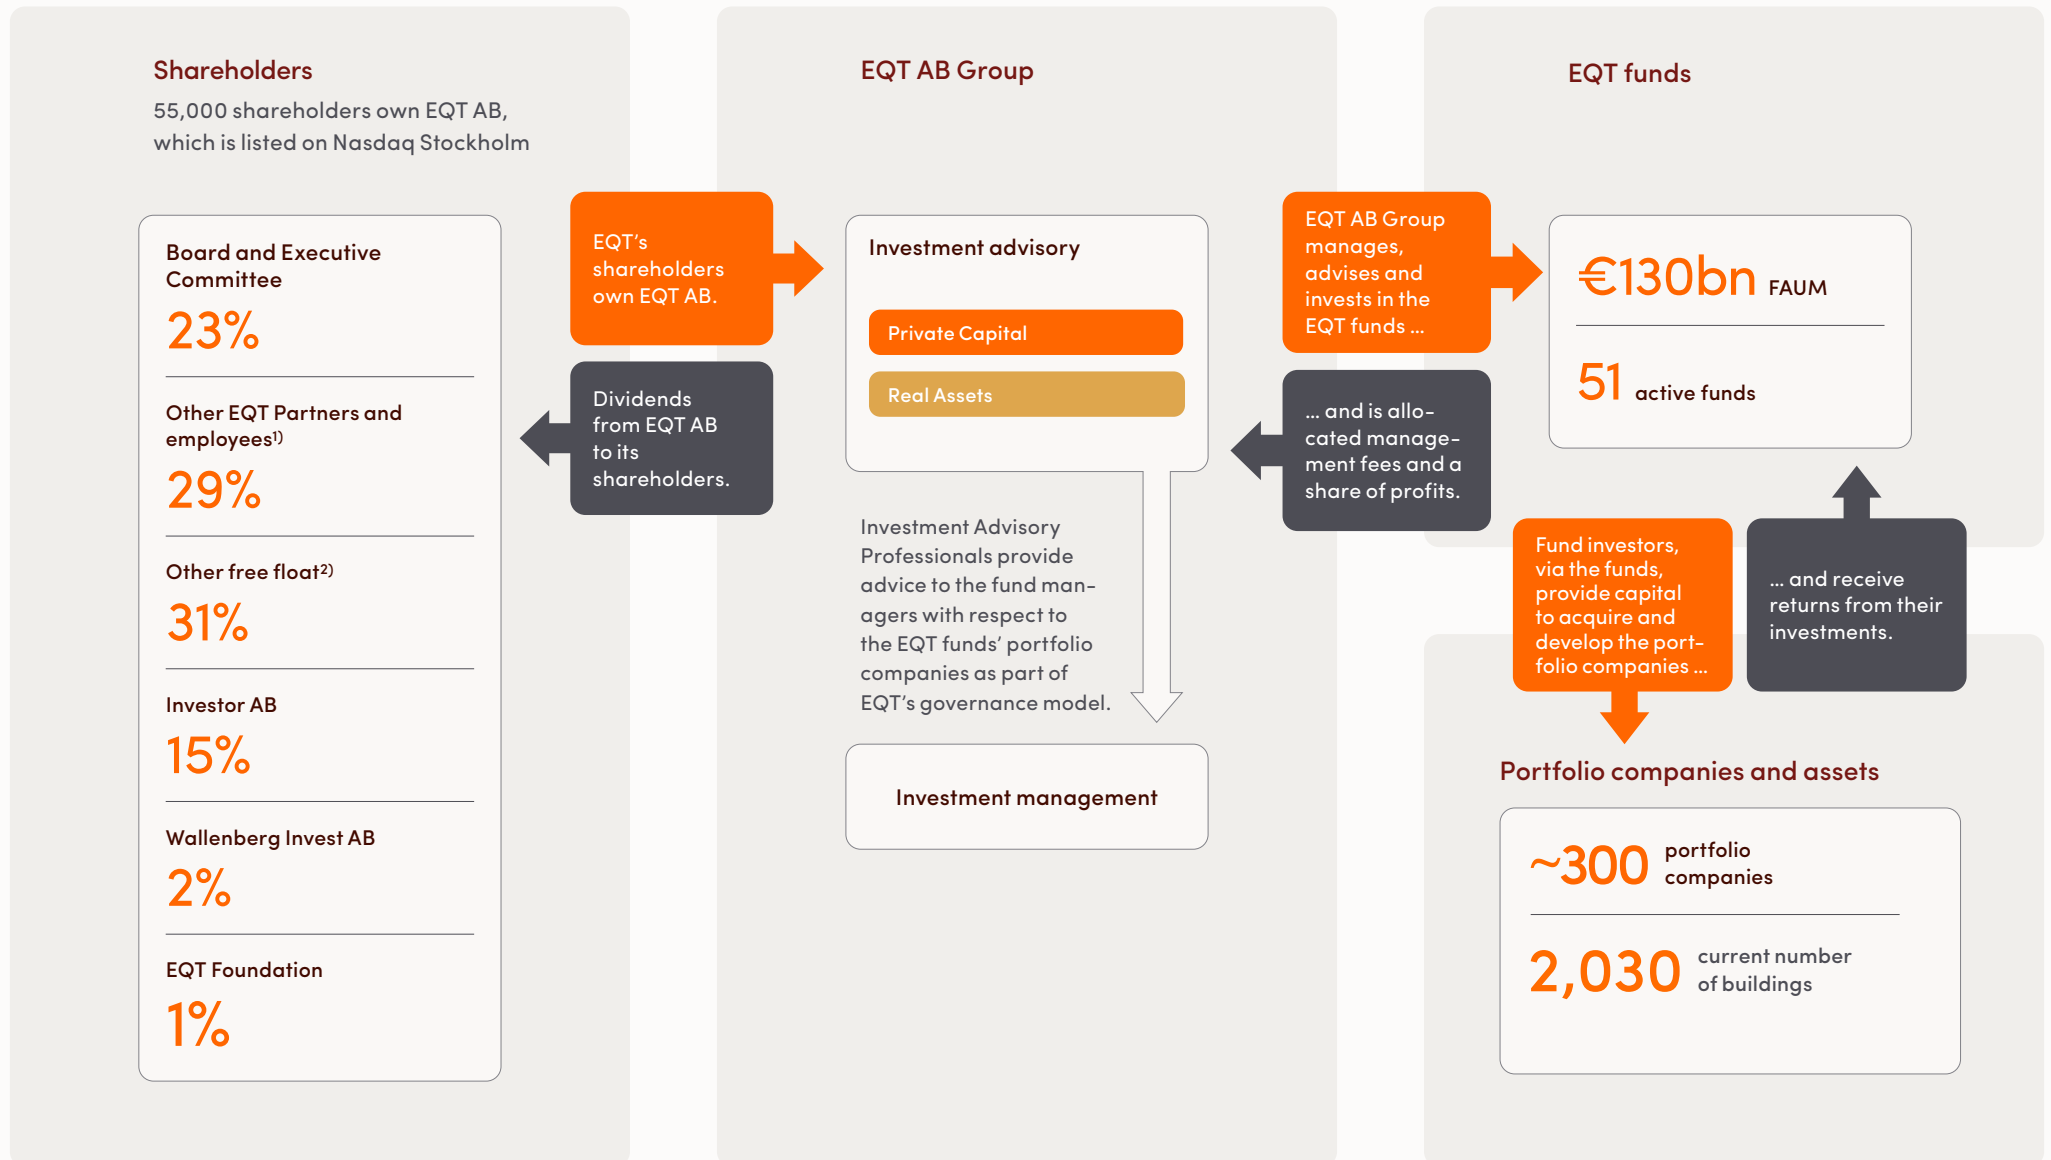 Shareholders
55,000 shareholders own EQT AB,
which is listed on Nasdaq Stockholm
Board and Executive
Committee
23%
Other EQT Partners and
employees¹⁾
29%
Other free float²⁾
31%
Investor AB
15%
Wallenberg Invest AB
2%
EQT Foundation
1%
EQT’s
shareholders
own EQT AB.
Dividends
from EQT AB
to its
shareholders.
EQT AB Group
Investment advisory
Private Capital
Real Assets
Investment Advisory
Professionals provide
advice to the fund man-
agers with respect to
the EQT funds’ portfolio
companies as part of
EQT’s governance model.
Investment management
EQT AB Group
manages,
advises and
invests in the
EQT funds ...
... and is allo-
cated manage-
ment fees and a
share of profits.
EQT funds
€130bn FAUM
51 active funds
Fund investors,
via the funds,
provide capital
to acquire and
develop the port-
folio companies ...
... and receive
returns from their
investments.
Portfolio companies and assets
~300 portfolio
companies
2,030 current number
of buildings